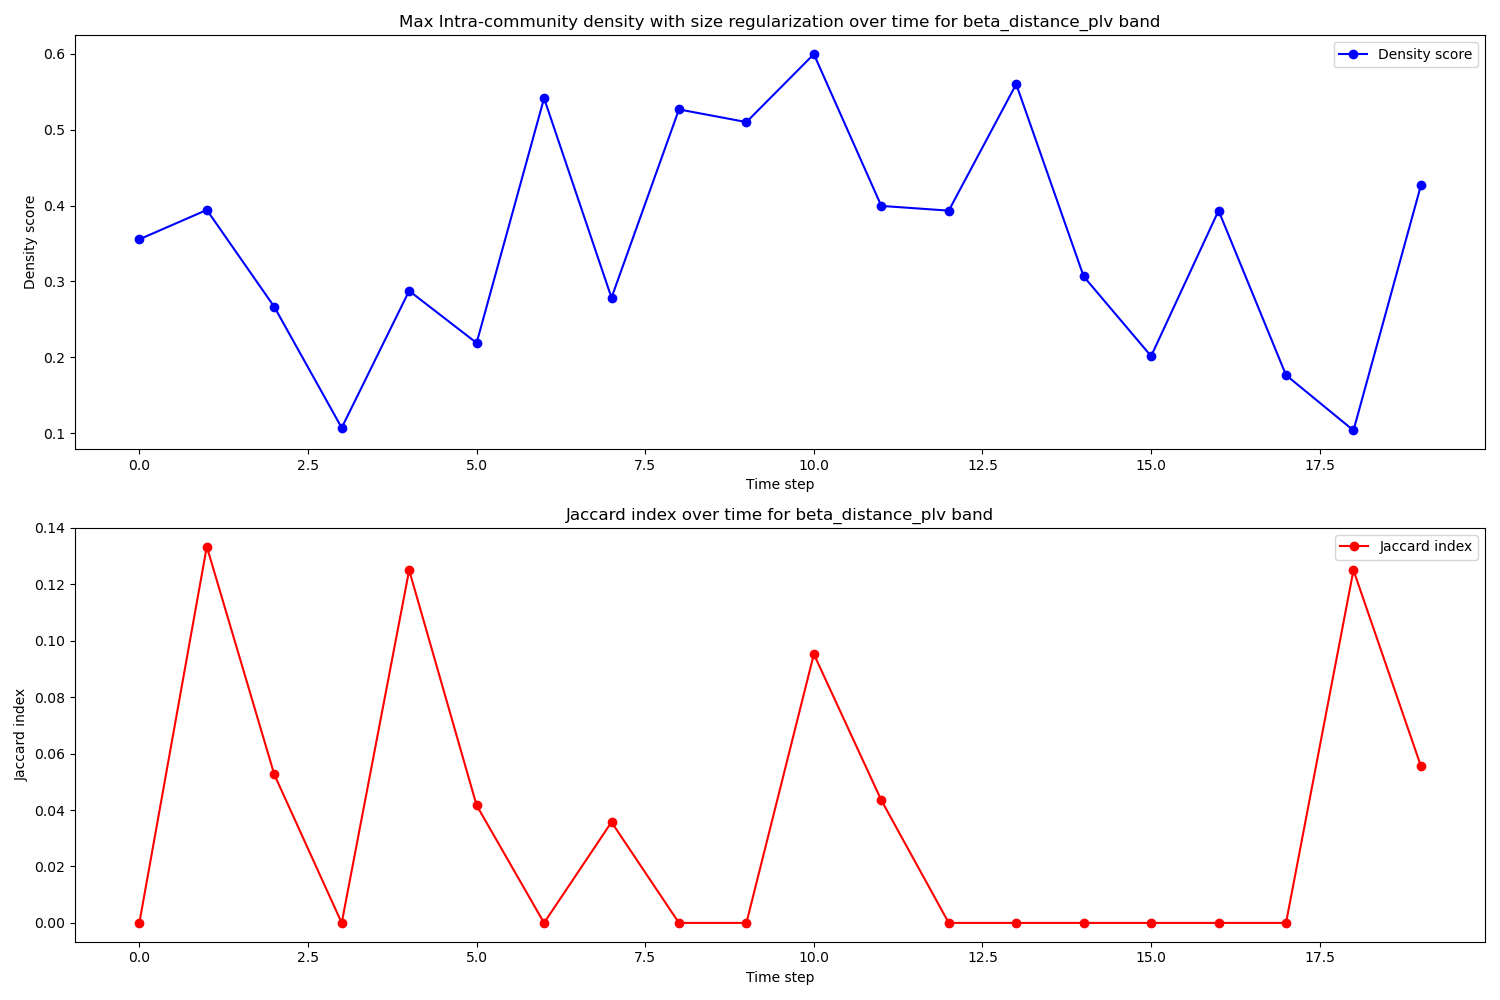 Max Intra-community density with size regularization over time for beta_distance_plv band
Density score
0.6
0.5
0.4
0.3
0.2
0.1
Density score
0.0 2.5 5.0 7.5 10.0 12.5 15.0 17.5
Time step
Jaccard index over time for beta_distance_plv band
Jaccard index
0.14
0.12
0.10
0.08
0.06
0.04
0.02
0.00
Jaccard index
0.0 2.5 5.0 7.5 10.0 12.5 15.0 17.5
Time step